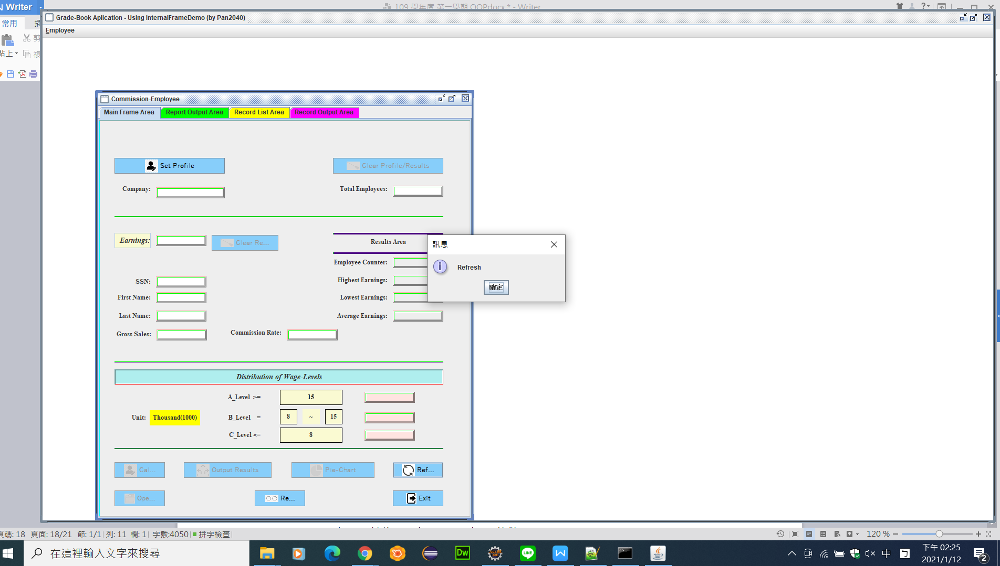 Writer
109 學年度 第一學期 OOPdocx * - Writer
常用
Grade-Book Aplication - Using InternalFrameDemo (by Pan2040)
Employee
貼上
Commission-Employee
Main Frame Area
Report Output Area
Record List Area
Record Output Area
Set Profile
Clear Profile/Results
Company:
Total Employees:
Earnings:
Clear Re...
Results Area
Employee Counter:
SSN:
Highest Earnings:
First Name:
Lowest Earnings:
Last Name:
Average Earnings:
Gross Sales:
Commission Rate:
訊息
Refresh
確定
Distribution of Wage-Levels
A_Level >=
15
Unit:
Thousand(1000)
B_Level =
8
~
15
C_Level <=
8
Cal...
Output Results
Pie-Chart
Ref...
Ope...
Re...
Exit
頁碼: 18 頁面: 18/21 節: 1/1 列: 11 欄: 1 字數:4050 拼字檢查
120 %
在這裡輸入文字來搜尋
Dw
LINE
中
下午 02:25
2021/1/12
2